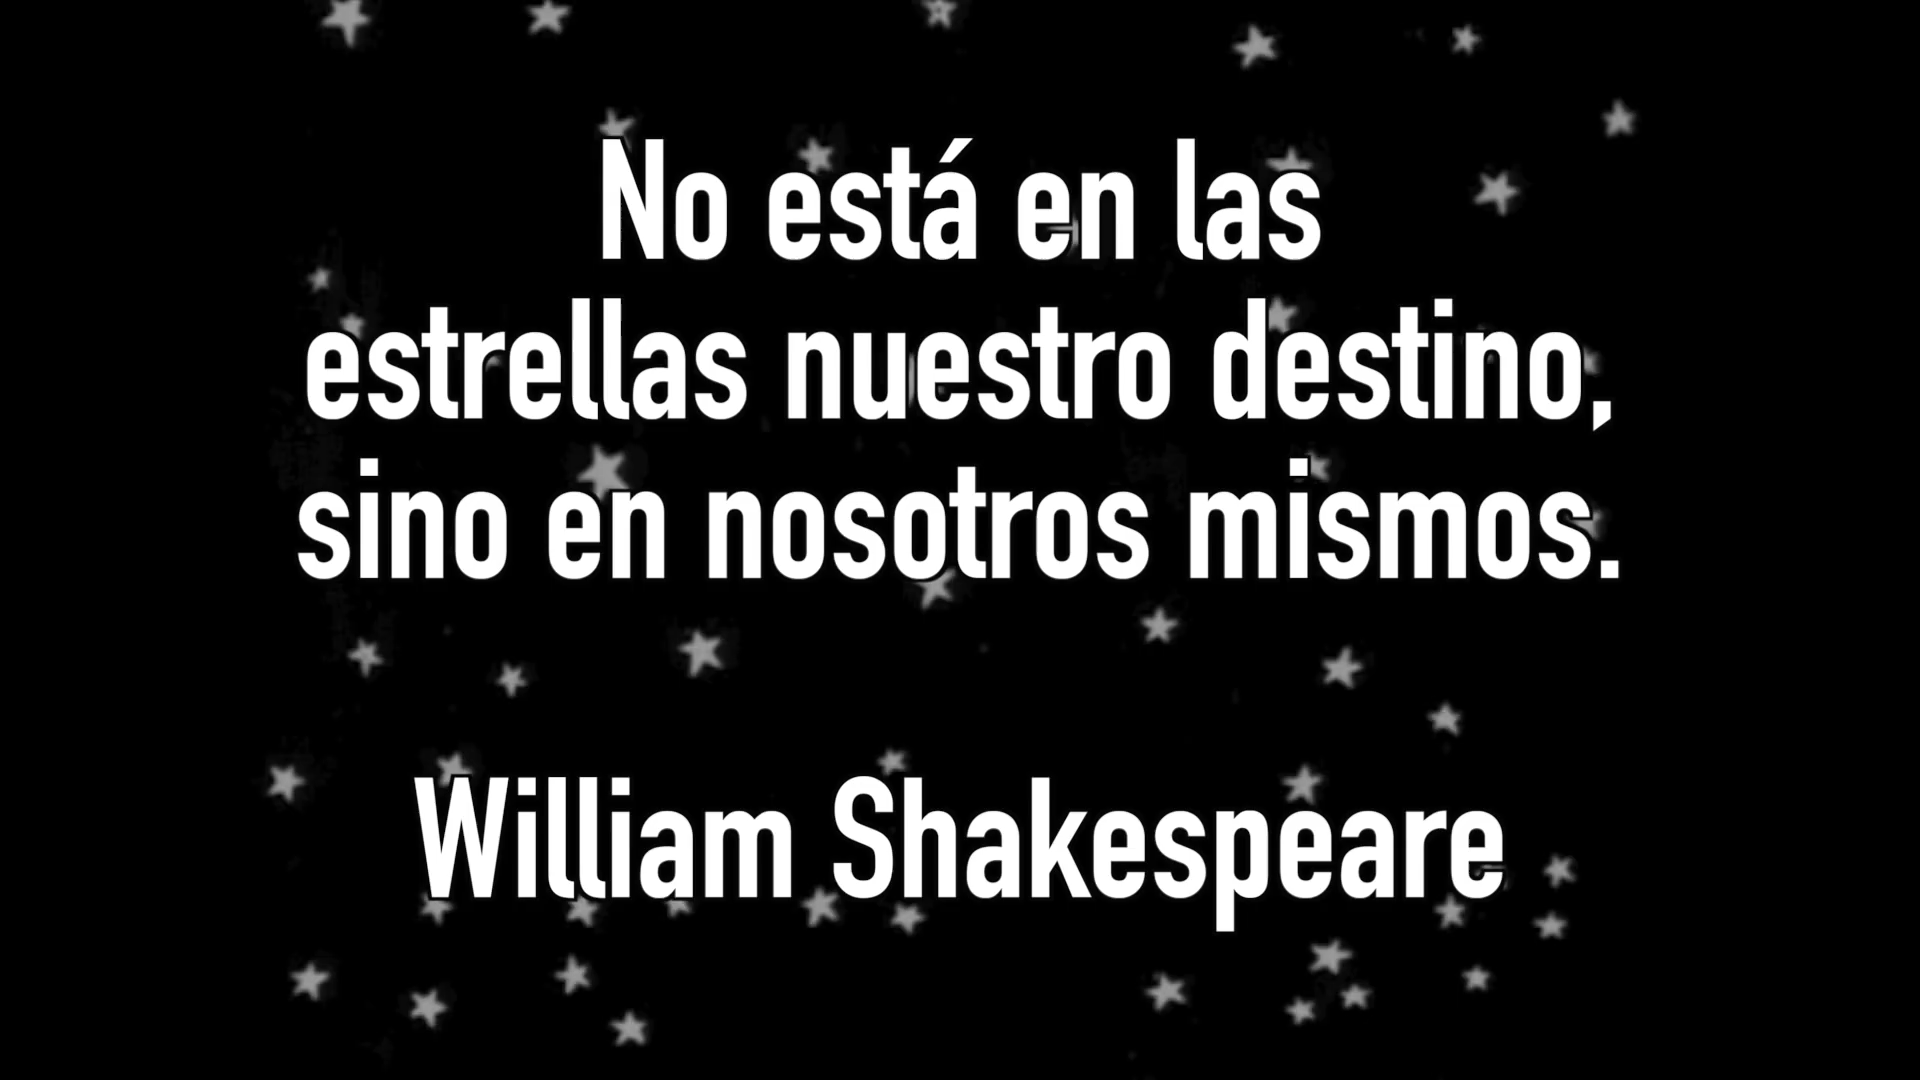 No está en las
estrellas nuestro destino,
sino en nosotros mismos.
William Shakespeare